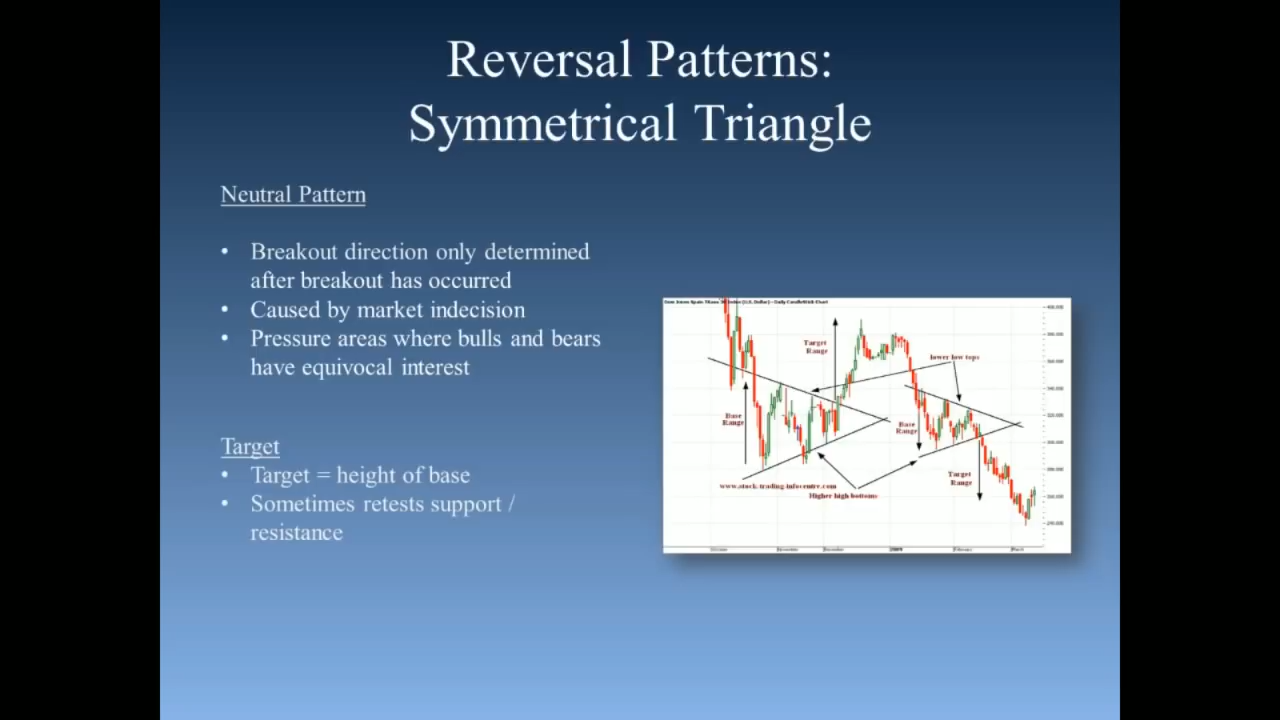 Reversal Patterns:
Symmetrical Triangle
Neutral Pattern
• Breakout direction only determined
after breakout has occurred
• Caused by market indecision
• Pressure areas where bulls and bears
have equivocal interest
Target
• Target = height of base
• Sometimes retests support /
resistance
Target
Range
lower low tops
Base
Range
Base
Range
Target
Range
www.stock-trading-infocentre.com
Higher high bottoms
2009